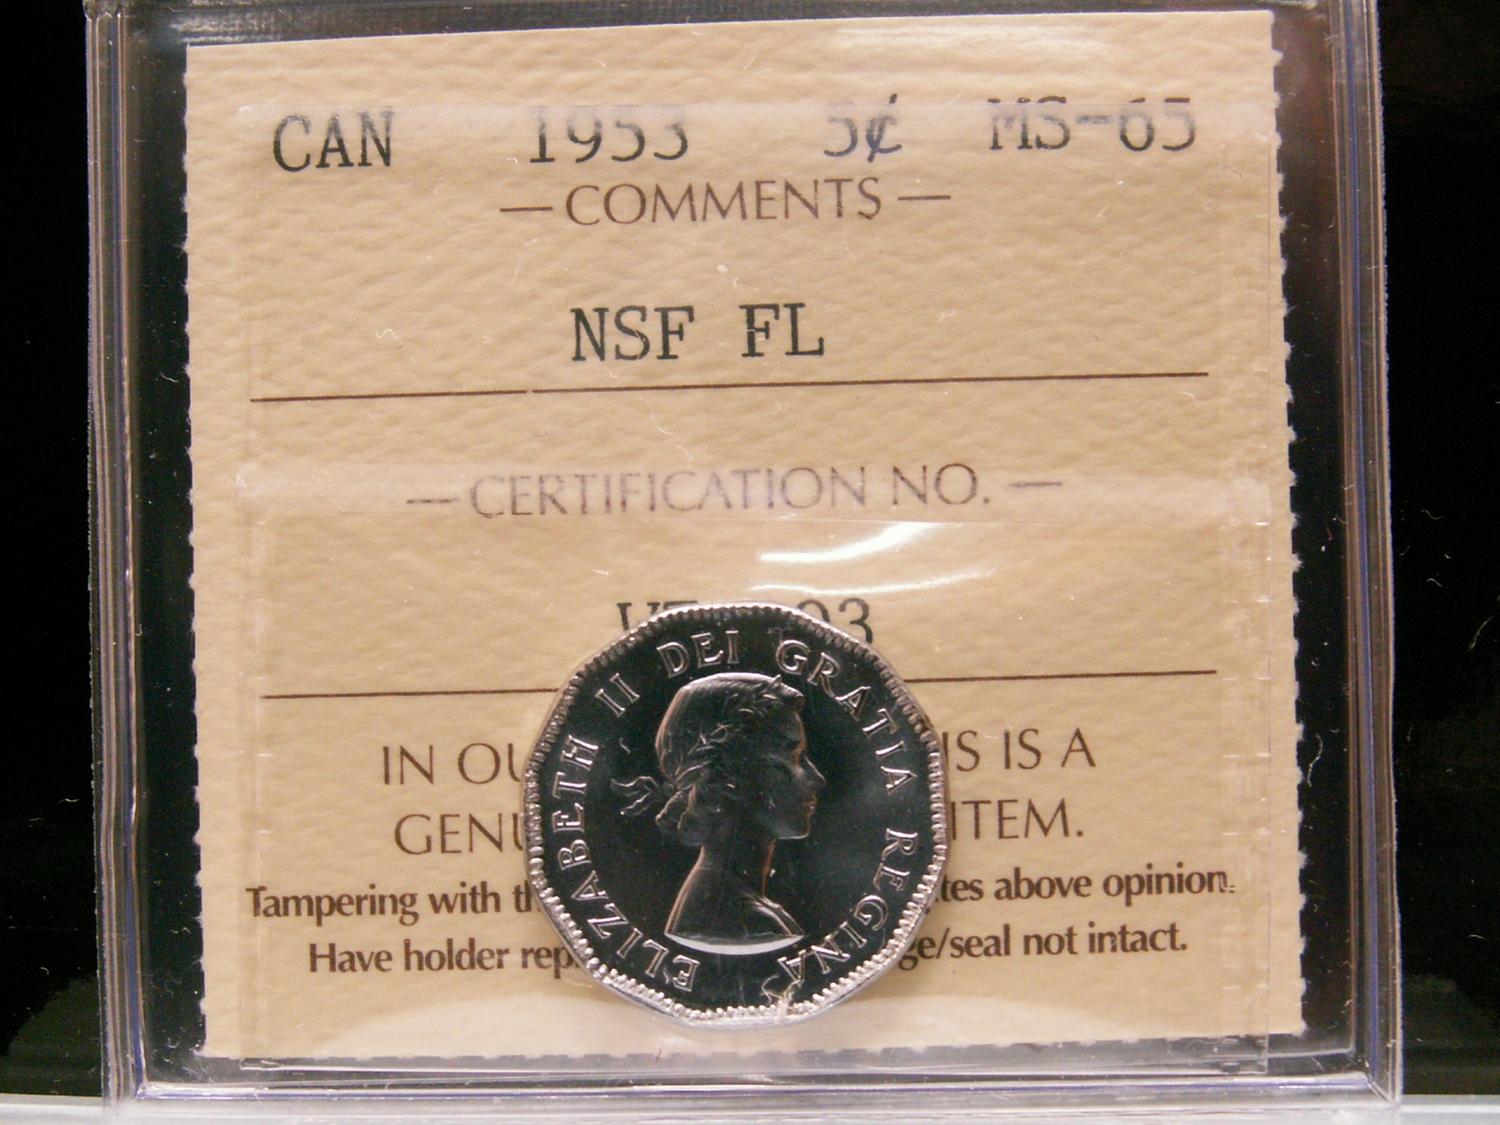 CAN 1953 5¢ MS-65
— COMMENTS —
NSF FL
— CERTIFICATION NO. —
IN OU IS IS A
GENU ITEM.
Tampering with th tes above opinion.
Have holder rep ge/seal not intact.
ELIZABETH II DEI GRATIA REGINA